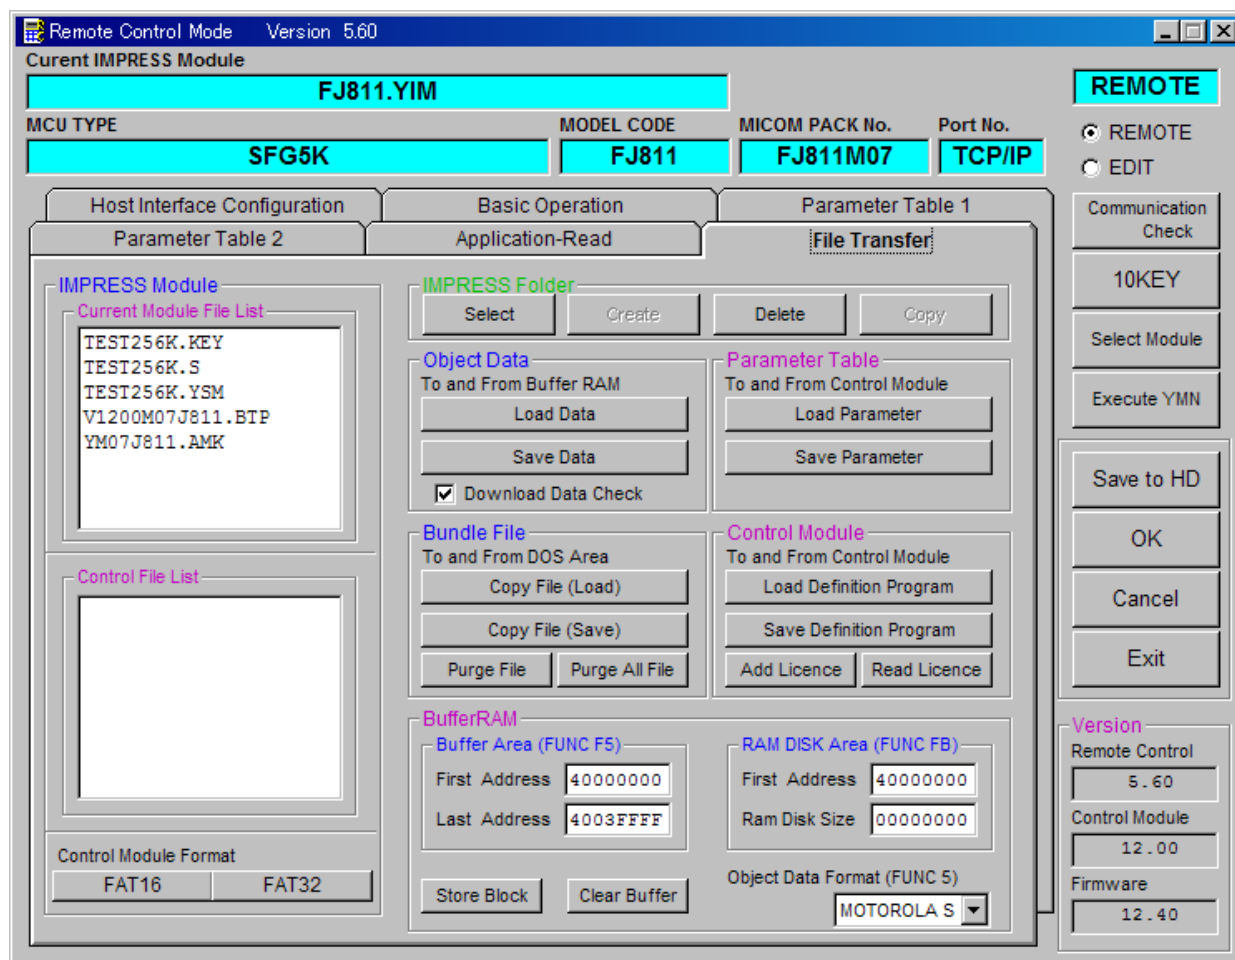 Remote Control Mode Version 5.60
Curent IMPRESS Module
FJ811.YIM
REMOTE
MCU TYPE MODEL CODE MICOM PACK No. Port No.
SFG5K FJ811 FJ811M07 TCP/IP
REMOTE
EDIT
Host Interface Configuration Basic Operation Parameter Table 1
Parameter Table 2 Application-Read File Transfer
IMPRESS Module
Current Module File List
TEST256K.KEY
TEST256K.S
TEST256K.YSM
V1200M07J811.BTP
YM07J811.AMK
Control File List
Control Module Format
FAT16 FAT32
IMPRESS Folder
Select Create Delete Copy
Object Data
To and From Buffer RAM
Load Data
Save Data
Download Data Check
Parameter Table
To and From Control Module
Load Parameter
Save Parameter
Bundle File
To and From DOS Area
Copy File (Load)
Copy File (Save)
Purge File Purge All File
Control Module
To and From Control Module
Load Definition Program
Save Definition Program
Add Licence Read Licence
BufferRAM
Buffer Area (FUNC F5)
First Address 40000000
Last Address 4003FFFF
RAM DISK Area (FUNC FB)
First Address 40000000
Ram Disk Size 00000000
Store Block Clear Buffer
Object Data Format (FUNC 5)
MOTOROLA S
Communication
Check
10KEY
Select Module
Execute YMN
Save to HD
OK
Cancel
Exit
Version
Remote Control
5.60
Control Module
12.00
Firmware
12.40